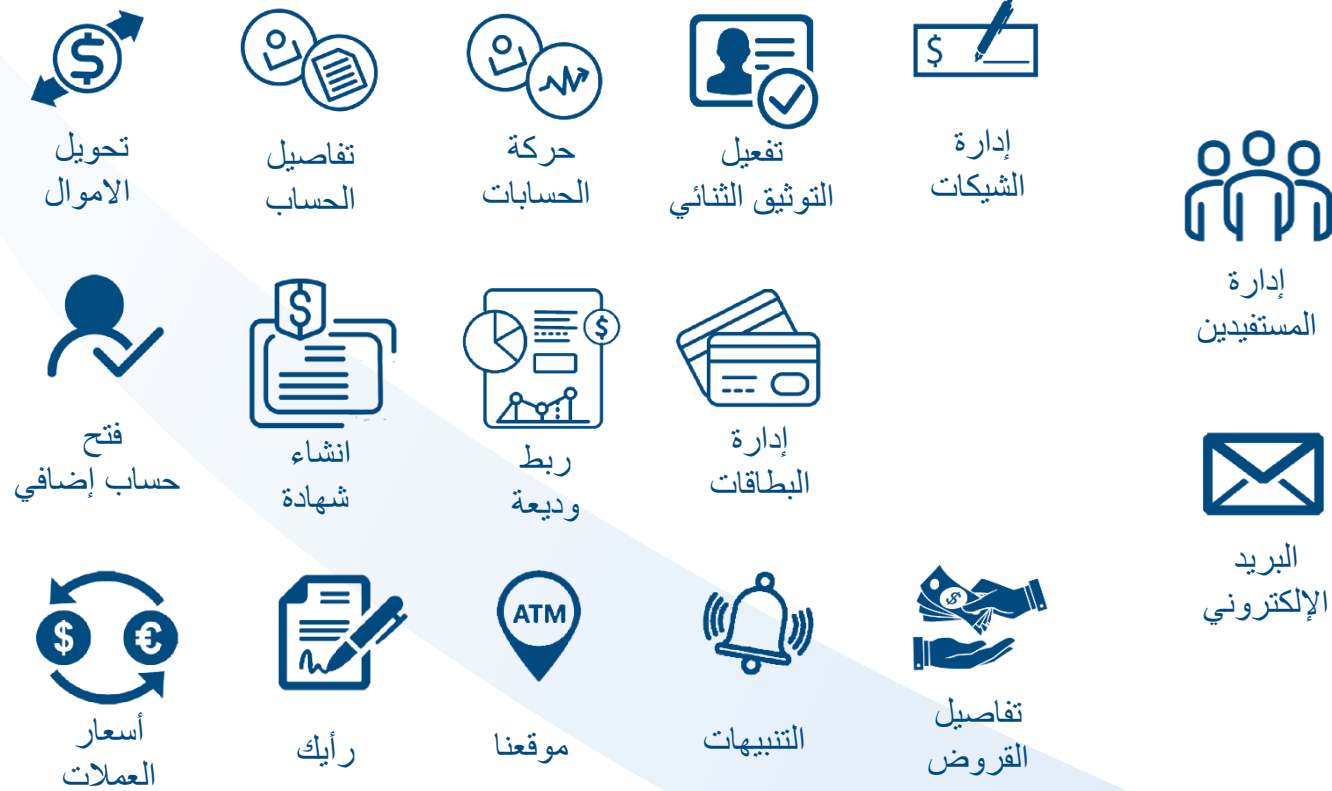 إدارة
الشيكات
تفعيل
التوثيق الثنائي
حركة
الحسابات
تفاصيل
الحساب
تحويل
الاموال
إدارة
المستفيدين
إدارة
البطاقات
ربط
وديعة
انشاء
شهادة
فتح
حساب إضافي
البريد
الإلكتروني
تفاصيل
القروض
التنبيهات
ATM
موقعنا
رأيك
أسعار
العملات